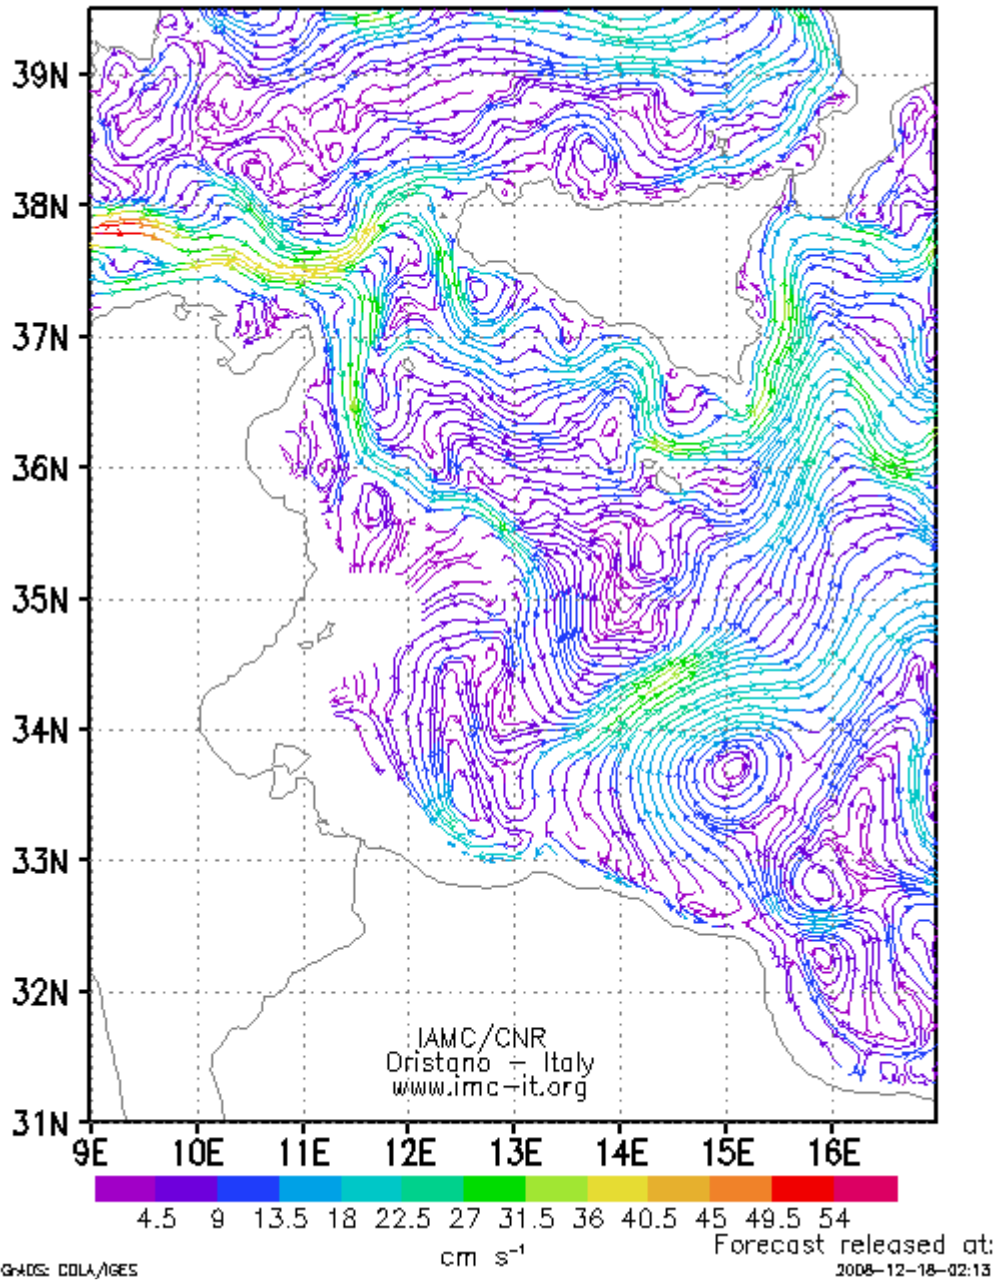 39N
38N
37N
36N
35N
34N
33N
32N
31N
IAMC/CNR
Oristano - Italy
www.imc-it.org
9E 10E 11E 12E 13E 14E 15E 16E
4.5 9 13.5 18 22.5 27 31.5 36 40.5 45 49.5 54
cm s⁻¹
Forecast released at:
GrADS: COLA/IGES
2008-12-18-02:13